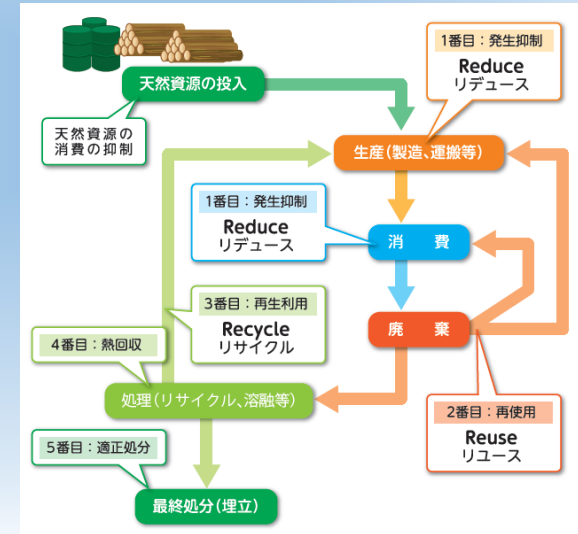 1番目：発生抑制
Reduce
リデュース
天然資源の投入
天然資源の
消費の抑制
生産（製造、運搬等）
1番目：発生抑制
Reduce
リデュース
消　費
3番目：再生利用
Recycle
リサイクル
廃　棄
4番目：熱回収
処理（リサイクル、溶融等）
2番目：再使用
Reuse
リユース
5番目：適正処分
最終処分（埋立）